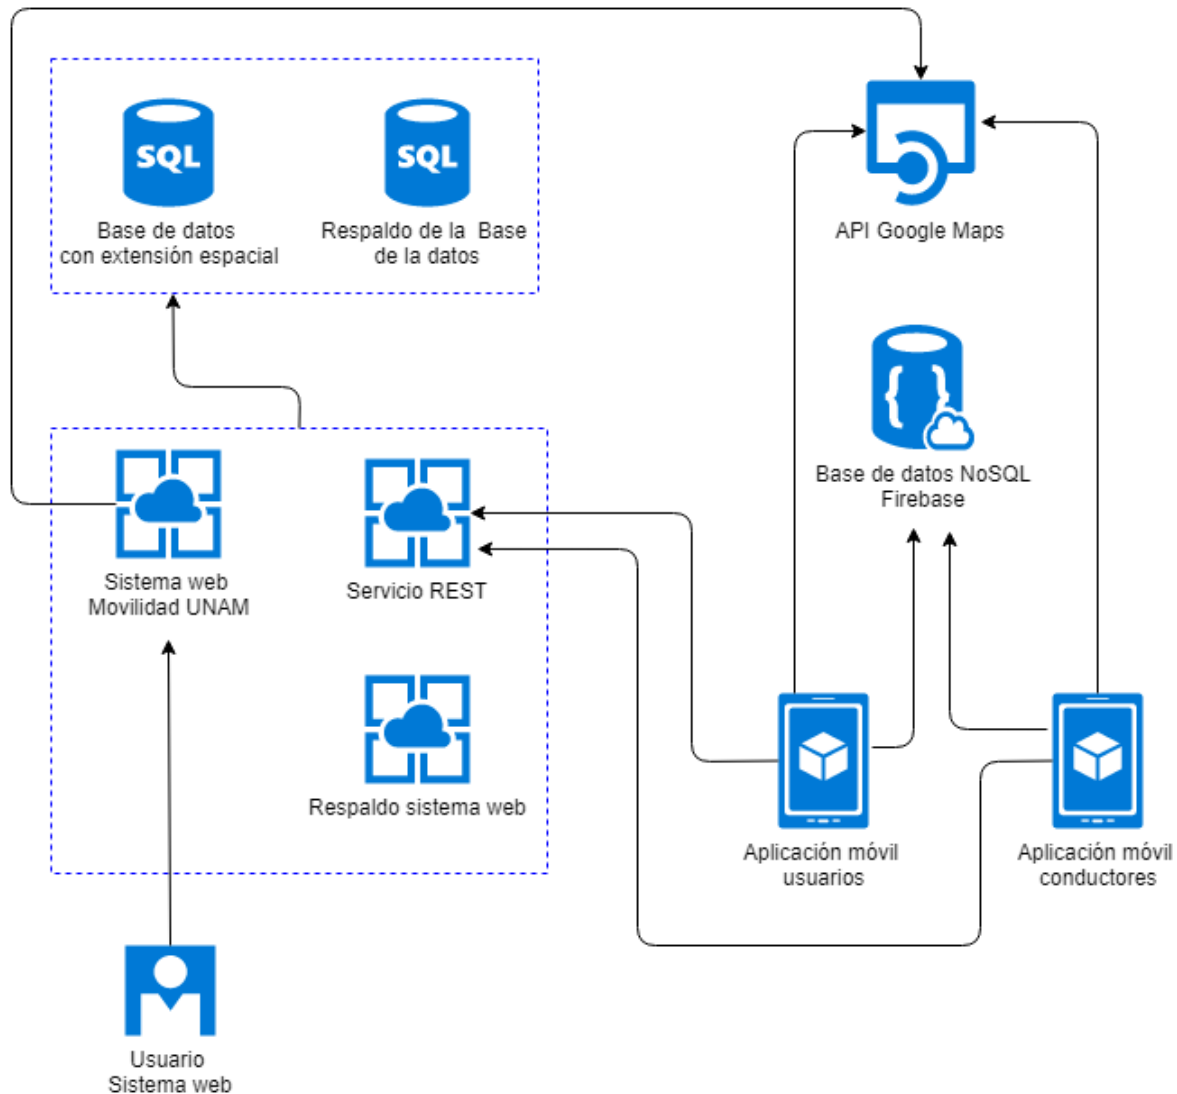 SQL
SQL
Base de datos
con extensión espacial
Respaldo de la Base
de la datos
API Google Maps
{ }
Base de datos NoSQL
Firebase
Sistema web
Movilidad UNAM
Servicio REST
Respaldo sistema web
Aplicación móvil
usuarios
Aplicación móvil
conductores
Usuario
Sistema web